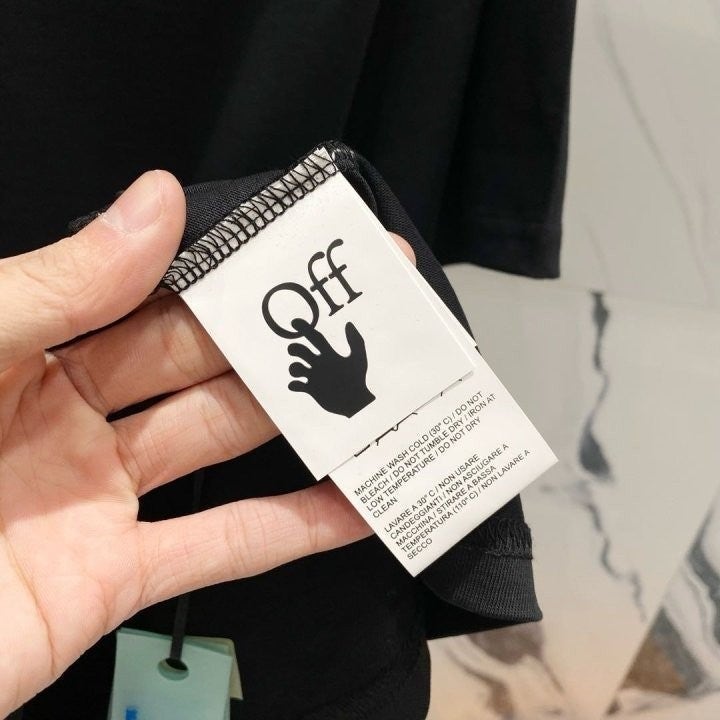 Off
MACHINE WASH COLD (30° C) / DO NOT
BLEACH / DO NOT TUMBLE DRY / IRON AT
LOW TEMPERATURE / DO NOT DRY
CLEAN
LAVARE A 30° C / NON USARE
CANDEGGIANTI / NON ASCIUGARE A
MACCHINA / STIRARE A BASSA
TEMPERATURA (110° C) / NON LAVARE A
SECCO